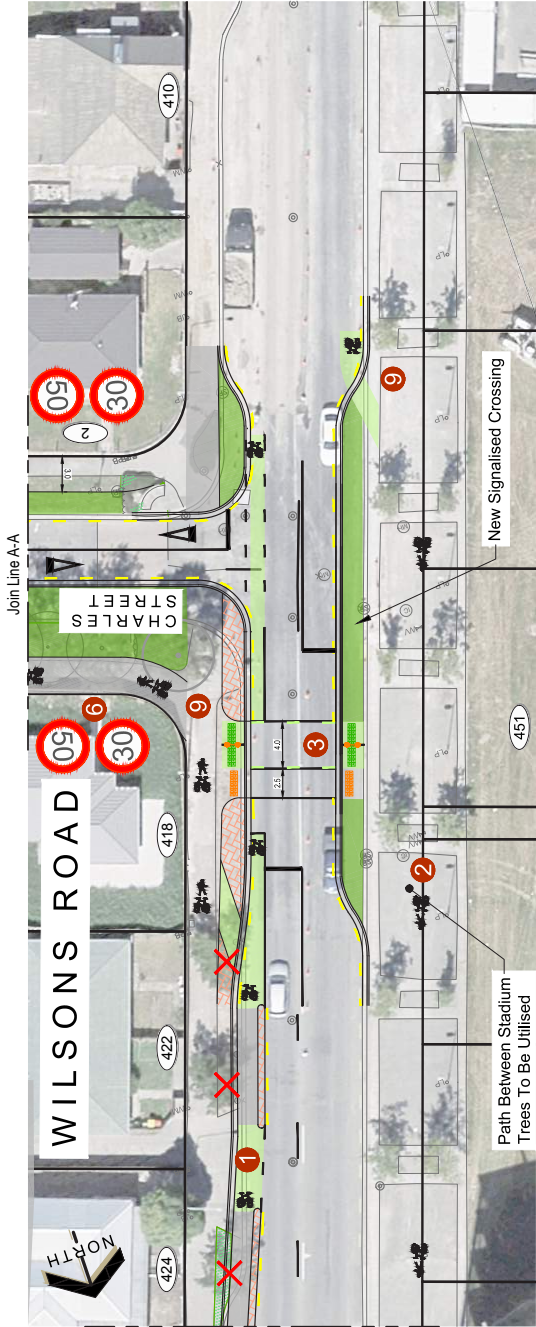 Join Line A-A
410
50
30
2
3.0
CHARLES
STREET
6
9
50
30
WILSONS ROAD
418
422
424
NORTH
1
4.0
2.5
3
9
New Signalised Crossing
451
2
Path Between Stadium
Trees To Be Utilised